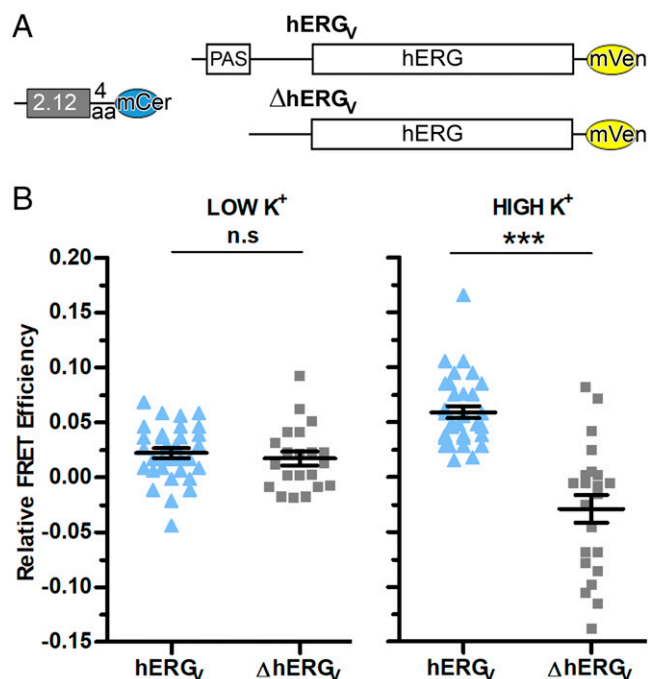 A
hERGv
PAS
hERG
mVen
2.12
4
aa
mCer
ΔhERGv
hERG
mVen
B
LOW K+
HIGH K+
n.s
***
Relative FRET Efficiency
0.20
0.15
0.10
0.05
0.00
-0.05
-0.10
-0.15
hERGv
ΔhERGv
hERGv
ΔhERGv